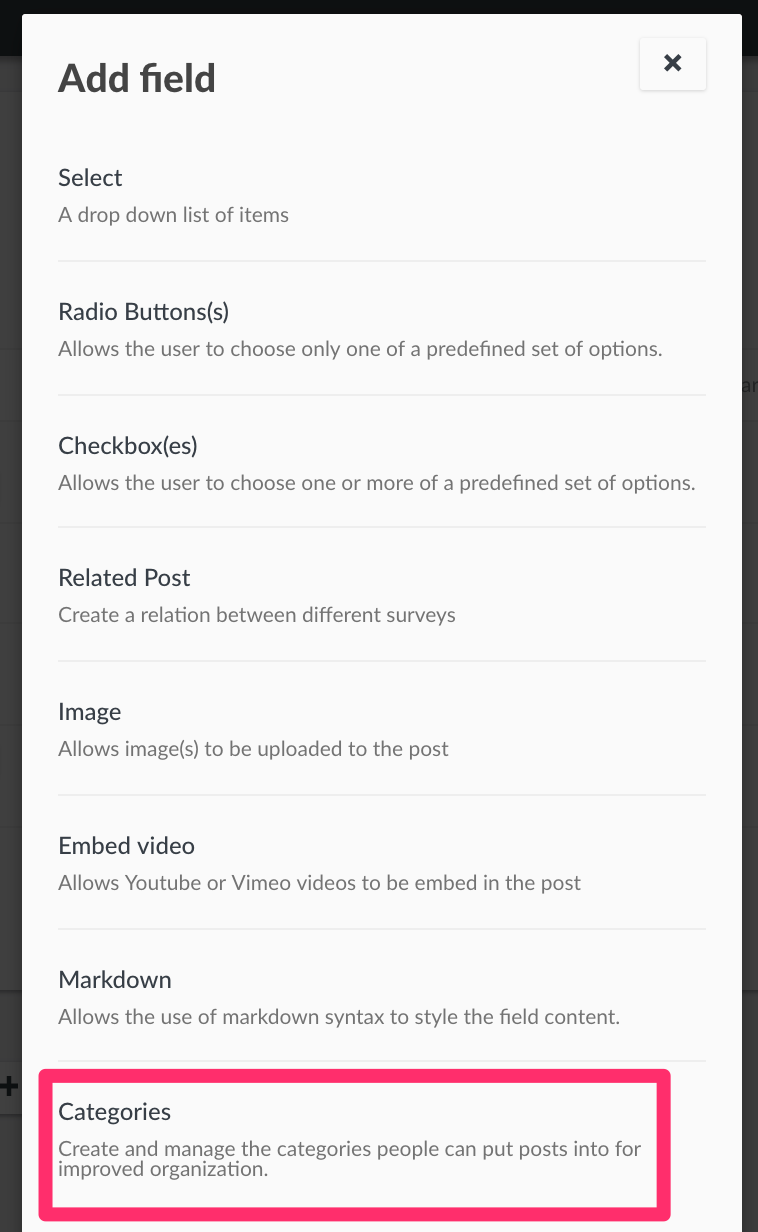 Add field
Select
A drop down list of items
Radio Buttons(s)
Allows the user to choose only one of a predefined set of options.
Checkbox(es)
Allows the user to choose one or more of a predefined set of options.
Related Post
Create a relation between different surveys
Image
Allows image(s) to be uploaded to the post
Embed video
Allows Youtube or Vimeo videos to be embed in the post
Markdown
Allows the use of markdown syntax to style the field content.
Categories
Create and manage the categories people can put posts into for
improved organization.